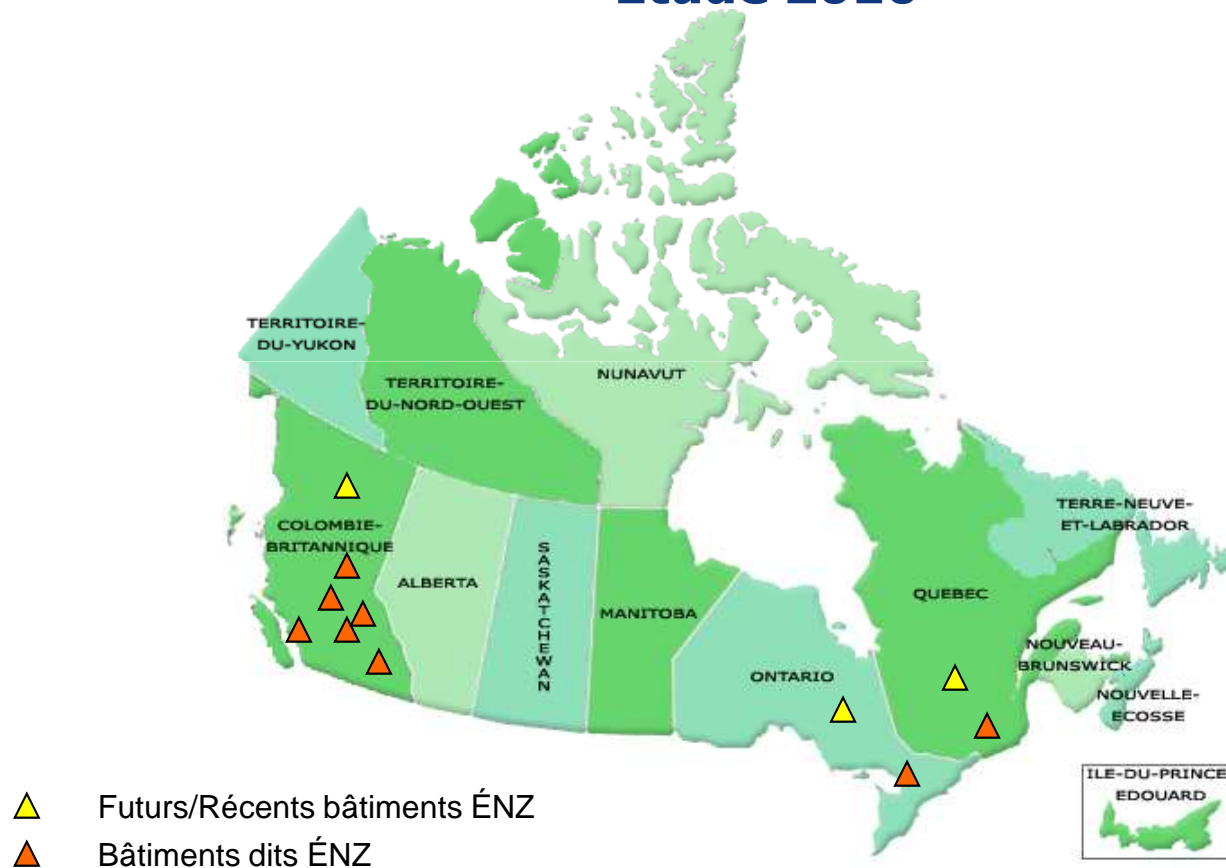 Étude
TERRITOIRE-
DU-YUKON
TERRITOIRE-
DU-NORD-OUEST
NUNAVUT
COLOMBIE-
BRITANNIQUE
ALBERTA
SASKATCHEWAN
MANITOBA
ONTARIO
QUEBEC
TERRE-NEUVE-
ET-LABRADOR
NOUVEAU-
BRUNSWICK
NOUVELLE-
ECOSSE
ILE-DU-PRINCE
EDOUARD
Futurs/Récents bâtiments ÉNZ
Bâtiments dits ÉNZ